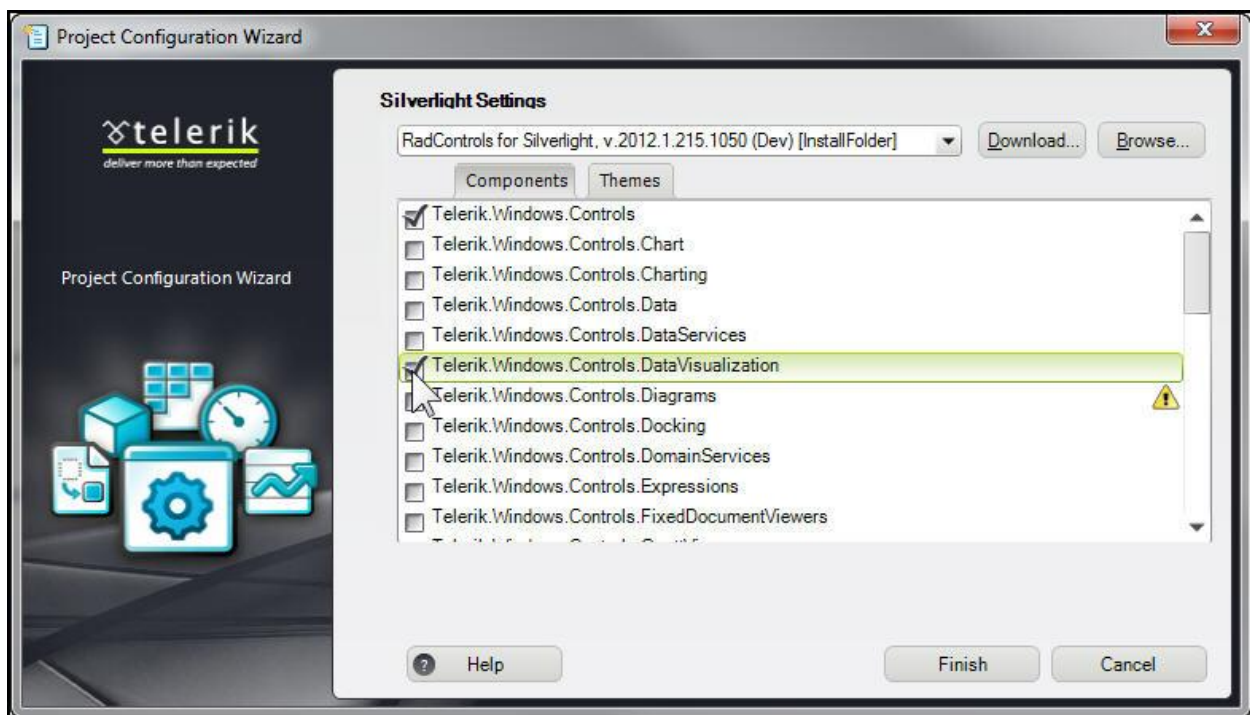 Project Configuration Wizard
telerik
deliver more than expected
Project Configuration Wizard
Silverlight Settings
RadControls for Silverlight, v.2012.1.215.1050 (Dev) [InstallFolder] Download... Browse...
Components Themes
Telerik.Windows.Controls
Telerik.Windows.Controls.Chart
Telerik.Windows.Controls.Charting
Telerik.Windows.Controls.Data
Telerik.Windows.Controls.DataServices
Telerik.Windows.Controls.DataVisualization
Telerik.Windows.Controls.Diagrams
Telerik.Windows.Controls.Docking
Telerik.Windows.Controls.DomainServices
Telerik.Windows.Controls.Expressions
Telerik.Windows.Controls.FixedDocumentViewers
Help Finish Cancel